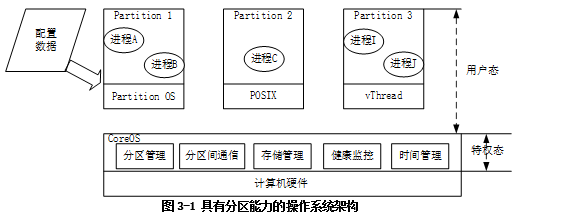 配置
数据
Partition 1
进程A
进程B
Partition OS
Partition 2
进程C
POSIX
Partition 3
进程I
进程J
vThread
用户态
CoreOS
分区管理
分区间通信
存储管理
健康监控
时间管理
特权态
计算机硬件
图 3-1 具有分区能力的操作系统架构